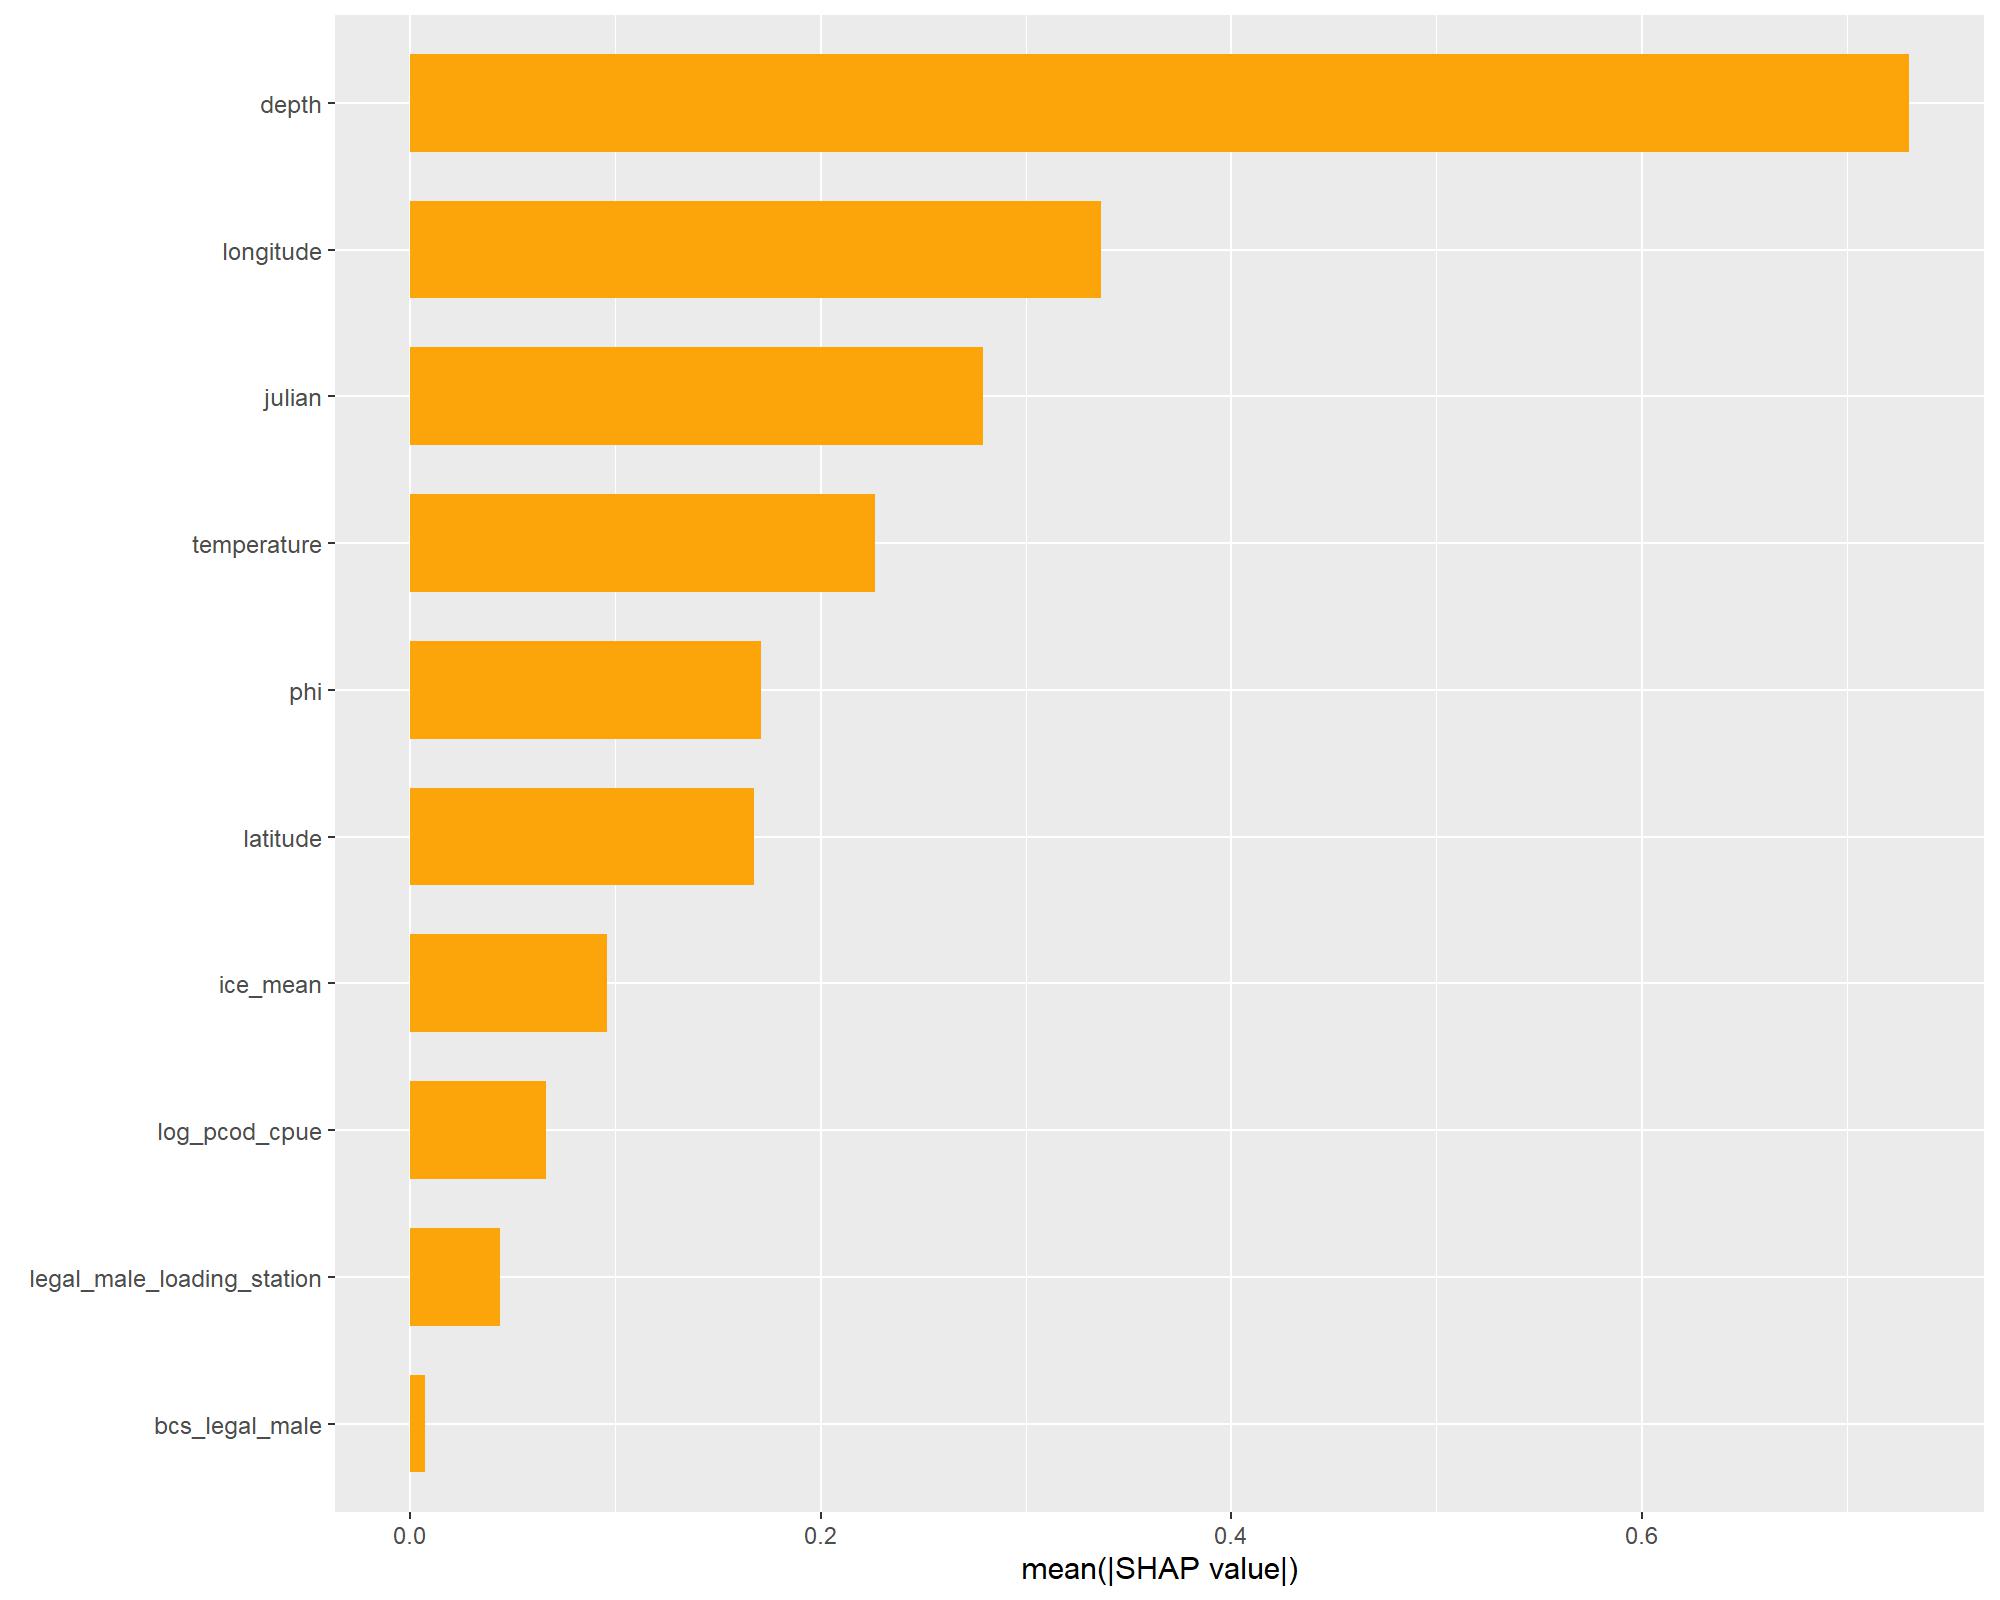 depth
longitude
julian
temperature
phi
latitude
ice_mean
log_pcod_cpue
legal_male_loading_station
bcs_legal_male
0.0 0.2 0.4 0.6
mean(|SHAP value|)